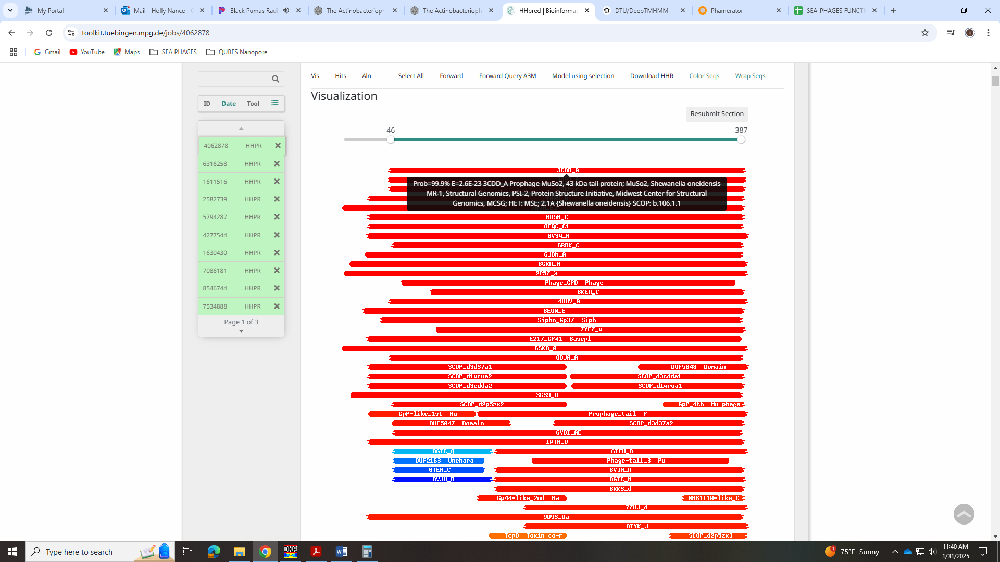 My Portal
Mail - Holly Nance -
Black Pumas Radi
The Actinobacterioph
The Actinobacterioph
HHpred | Bioinformat
DTU/DeepTMHMM –
Phamerator
SEA-PHAGES FUNCTI
toolkit.tuebingen.mpg.de/jobs/4062878
H
Gmail
YouTube
Maps
SEA PHAGES
QUBES Nanopore
Vis
Hits
Aln
Select All
Forward
Forward Query A3M
Model using selection
Download HHR
Color Seqs
Wrap Seqs
Visualization
ID
Date
Tool
Resubmit Section
46
387
4062878 HHPR
6316258 HHPR
1611516 HHPR
2582739 HHPR
5794287 HHPR
4277544 HHPR
1630430 HHPR
7086181 HHPR
8546744 HHPR
7534888 HHPR
Page 1 of 3
3CDD_A
Prob=99.9% E=2.6E-23 3CDD_A Prophage MuSo2, 43 kDa tail protein; MuSo2, Shewanella oneidensis
MR-1, Structural Genomics, PSI-2, Protein Structure Initiative, Midwest Center for Structural
Genomics, MCSG; HET: MSE; 2.1A {Shewanella oneidensis} SCOP: b.106.1.1
6U5H_C
8FQC_C1
8V3W_H
6RBK_C
6J0M_A
8GRA_H
2P5Z_X
Phage_GPD Phage
8KEA_C
4UHV_A
8EON_E
Sipho_Gp37 Siph
7YFZ_v
E217_GP41 Basepl
6SK0_A
8QJA_A
SCOP_d3d37a1 DUF5048 Domain
SCOP_d1wrua2 SCOP_d3cdda1
SCOP_d3cdda2 SCOP_d1wrua1
3GS9_A
SCOP_d2p5zx2 GpP_4th Mu phage
GpP-like_1st Mu Prophage_tail P
DUF5047 Domain SCOP_d3d37a2
6V8I_AE
1WTH_D
8GTC_Q 6TEH_D
DUF2163 Unchara Phage-tail_3 Pu
6TEH_C 8VJH_A
8VJH_D 8GTC_N
8RK3_d
Gp44-like_2nd Ba NMB1110-like_C
7ZHJ_d
9D93_Oa
8IYK_J
TcpQ Toxin co-r SCOP_d2p5zx3
Type here to search
DNA
1
75°F Sunny
11:40 AM
1/31/2025